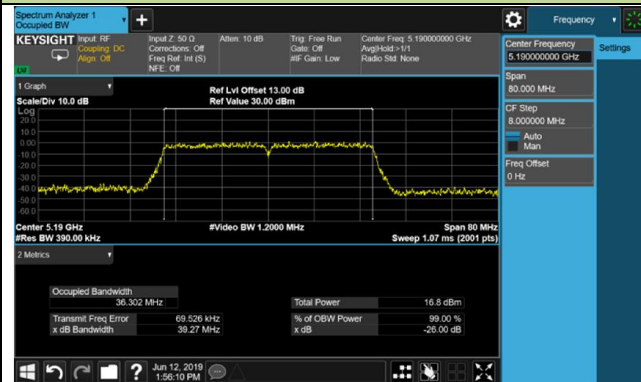 Spectrum Analyzer 1
Occupied BW
+
Frequency
KEYSIGHT
Input: RF
Coupling: DC
Align: Off
Input Z: 50 Ω
Corrections: Off
Freq Ref: Int (S)
NFE: Off
Atten: 10 dB
Trig: Free Run
Gate: Off
#IF Gain: Low
Center Freq: 5.190000000 GHz
Avg|Hold:>1/1
Radio Std: None
Center Frequency
5.190000000 GHz
Settings
Span
80.000 MHz
CF Step
8.000000 MHz
Auto
Man
Freq Offset
0 Hz
1 Graph
Scale/Div 10.0 dB
Ref Lvl Offset 13.00 dB
Ref Value 30.00 dBm
Log
20.0
10.0
0.00
-10.0
-20.0
-30.0
-40.0
-50.0
-60.0
Center 5.19 GHz
#Res BW 390.00 kHz
#Video BW 1.2000 MHz
Span 80 MHz
Sweep 1.07 ms (2001 pts)
2 Metrics
Occupied Bandwidth
36.302 MHz
Total Power 16.8 dBm
Transmit Freq Error 69.526 kHz
% of OBW Power 99.00 %
x dB Bandwidth 39.27 MHz
x dB -26.00 dB
?
Jun 12, 2019
1:56:10 PM